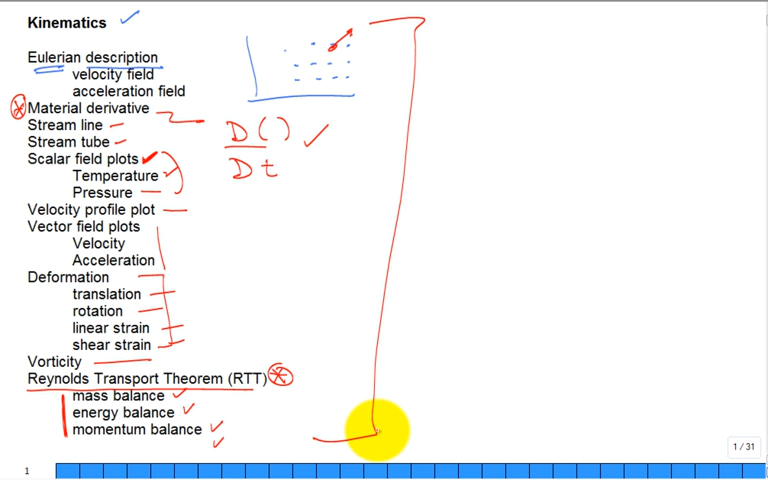 Kinematics
Eulerian description
velocity field
acceleration field
Material derivative
Stream line
Stream tube
Scalar field plots
Temperature
Pressure
Velocity profile plot
Vector field plots
Velocity
Acceleration
Deformation
translation
rotation
linear strain
shear strain
Vorticity
Reynolds Transport Theorem (RTT)
mass balance
energy balance
momentum balance
D ( )
D t
1 / 31
1